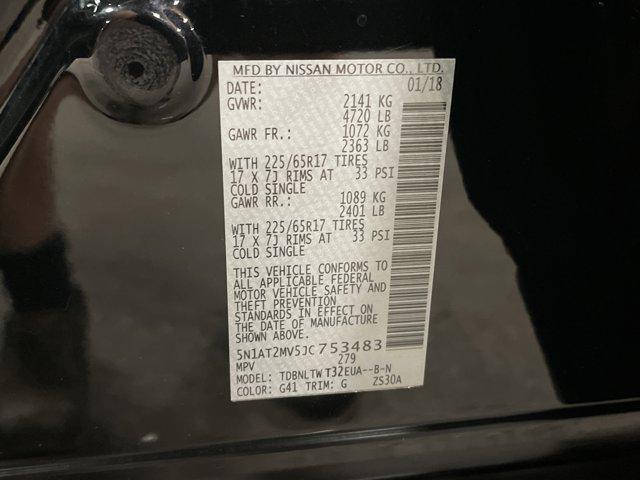 MFD BY NISSAN MOTOR CO., LTD.
DATE: 01/18
GVWR: 2141 KG
4720 LB
GAWR FR.: 1072 KG
2363 LB
WITH 225/65R17 TIRES
17 X 7J RIMS AT 33 PSI
COLD SINGLE
GAWR RR.: 1089 KG
2401 LB
WITH 225/65R17 TIRES
17 X 7J RIMS AT 33 PSI
COLD SINGLE
THIS VEHICLE CONFORMS TO
ALL APPLICABLE FEDERAL
MOTOR VEHICLE SAFETY AND
THEFT PREVENTION
STANDARDS IN EFFECT ON
THE DATE OF MANUFACTURE
SHOWN ABOVE.
5N1AT2MV5JC753483
MPV 279
MODEL: TDBNLTWT32EUA--B-N
COLOR: G41 TRIM: G ZS30A